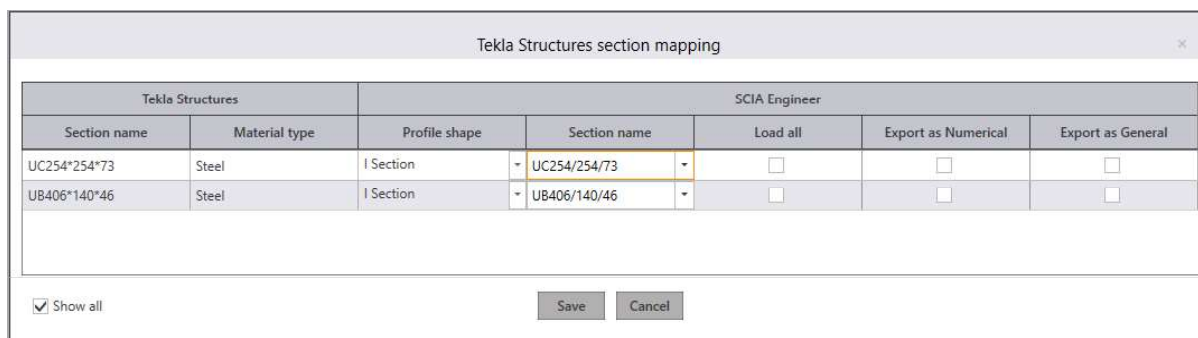 Tekla Structures section mapping
Tekla Structures SCIA Engineer
Section name Material type Profile shape Section name Load all Export as Numerical Export as General
UC254*254*73 Steel I Section UC254/254/73
UB406*140*46 Steel I Section UB406/140/46
Show all Save Cancel